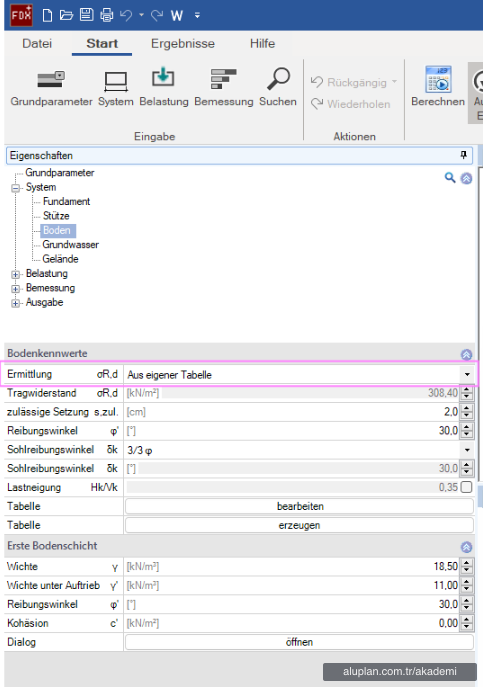 FDX+ W
Datei Start Ergebnisse Hilfe
Rückgängig
Wiederholen
Grundparameter System Belastung Bemessung Suchen Berechnen
Eingabe Aktionen
Eigenschaften
Grundparameter
System
Fundament
Stütze
Boden
Grundwasser
Gelände
Belastung
Bemessung
Ausgabe
Bodenkennwerte
Ermittlung σR,d Aus eigener Tabelle
Tragwiderstand σR,d [kN/m²] 308,40
zulässige Setzung s,zul. [cm] 2,0
Reibungswinkel φ' [°] 30,0
Sohlreibungswinkel δk 3/3 φ
Sohlreibungswinkel δk [°] 30,0
Lastneigung Hk/Vk 0,35
Tabelle bearbeiten
Tabelle erzeugen
Erste Bodenschicht
Wichte γ [kN/m³] 18,50
Wichte unter Auftrieb γ' [kN/m³] 11,00
Reibungswinkel φ' [°] 30,0
Kohäsion c' [kN/m²] 0,00
Dialog öffnen
aluplan.com.tr/akademi